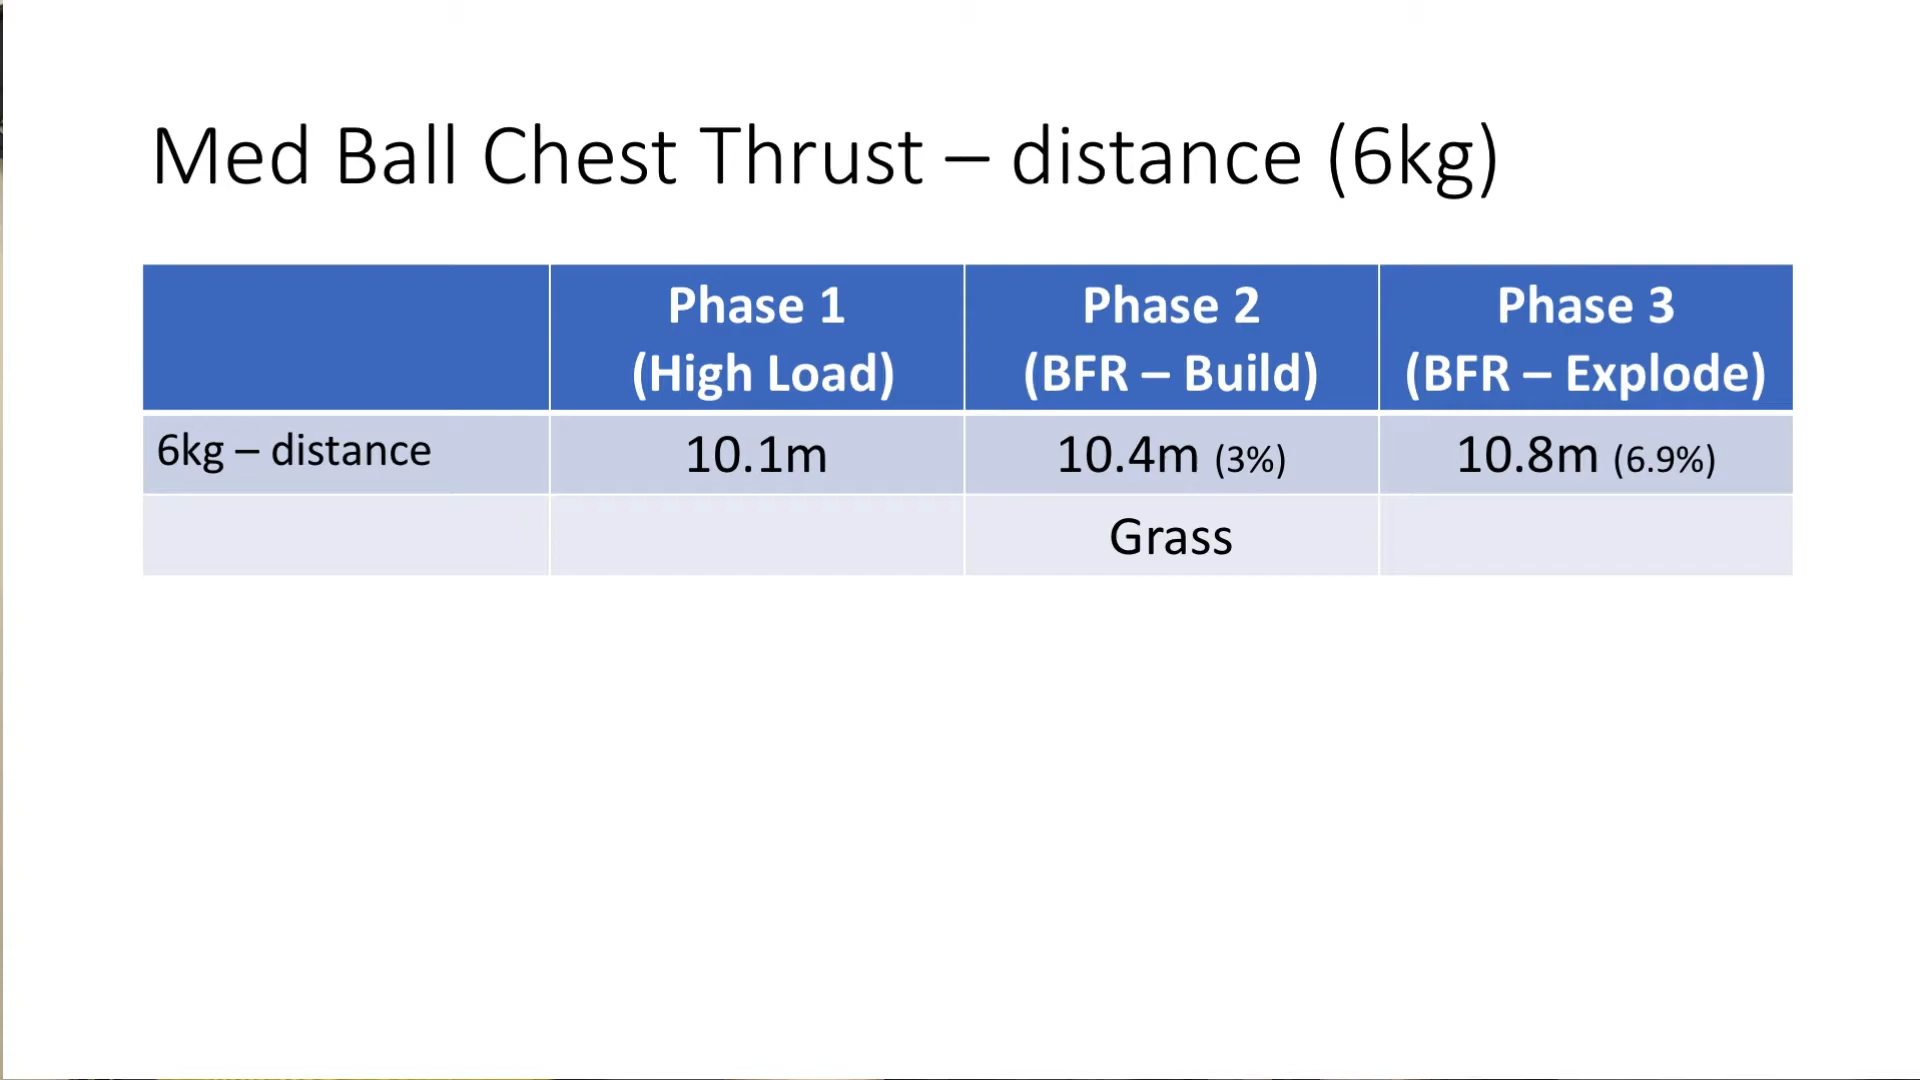 Med Ball Chest Thrust – distance (6kg)
Phase 1
(High Load)
Phase 2
(BFR – Build)
Phase 3
(BFR – Explode)
6kg – distance
10.1m
10.4m (3%)
10.8m (6.9%)
Grass